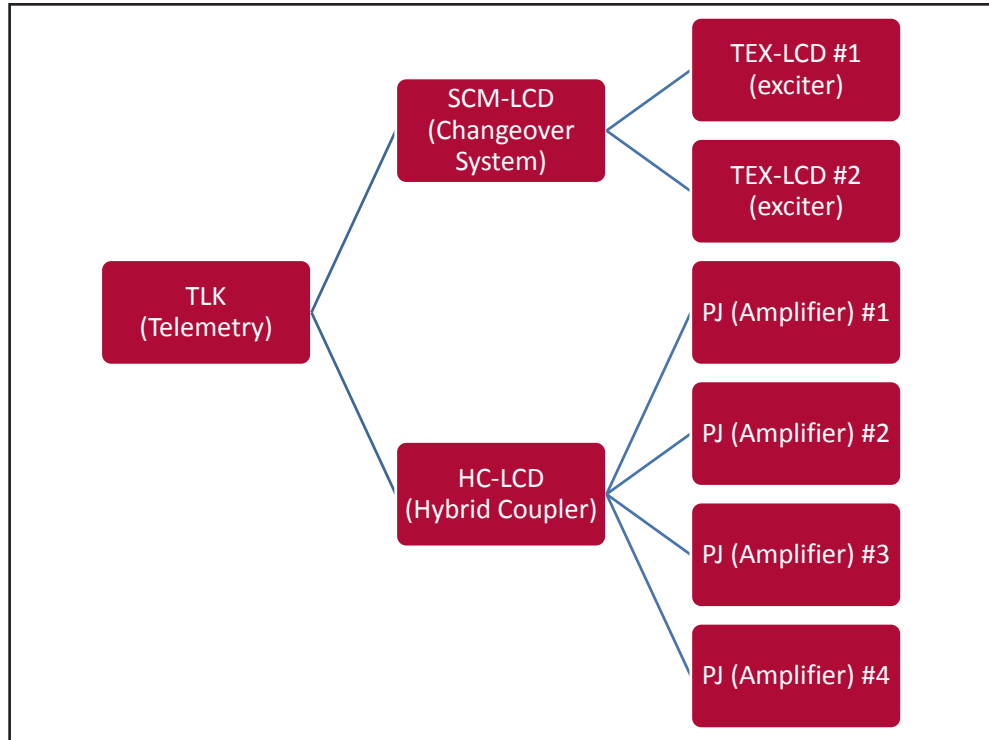 TLK
(Telemetry)
SCM-LCD
(Changeover
System)
TEX-LCD #1
(exciter)
TEX-LCD #2
(exciter)
HC-LCD
(Hybrid Coupler)
PJ (Amplifier) #1
PJ (Amplifier) #2
PJ (Amplifier) #3
PJ (Amplifier) #4